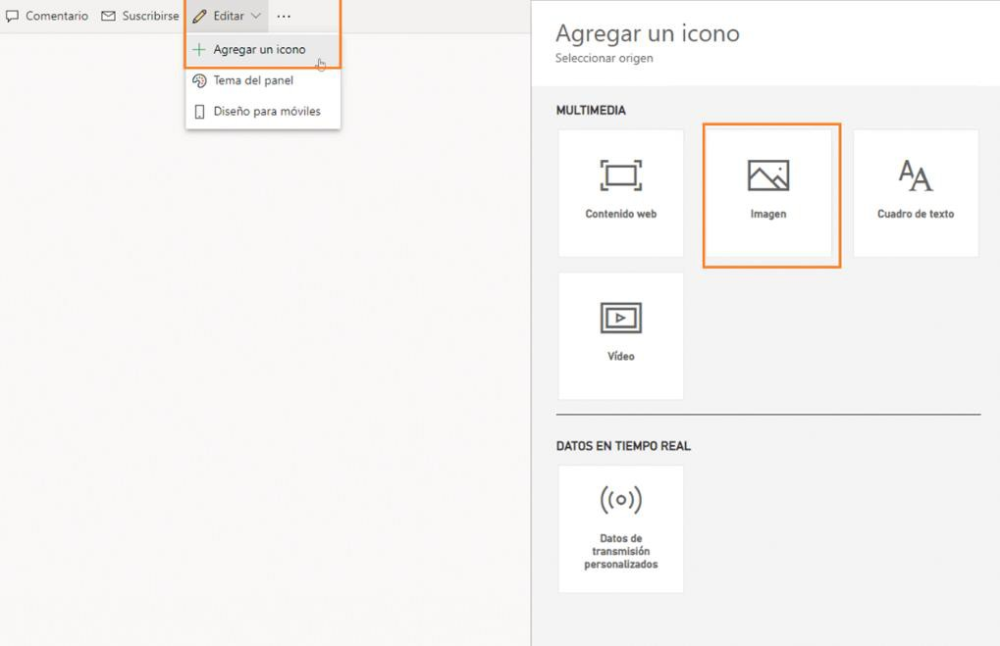 Comentario Suscribirse Editar ...
Agregar un icono
Tema del panel
Diseño para móviles
Agregar un icono
Seleccionar origen
MULTIMEDIA
Contenido web Imagen Cuadro de texto
Vídeo
DATOS EN TIEMPO REAL
Datos de
transmisión
personalizados